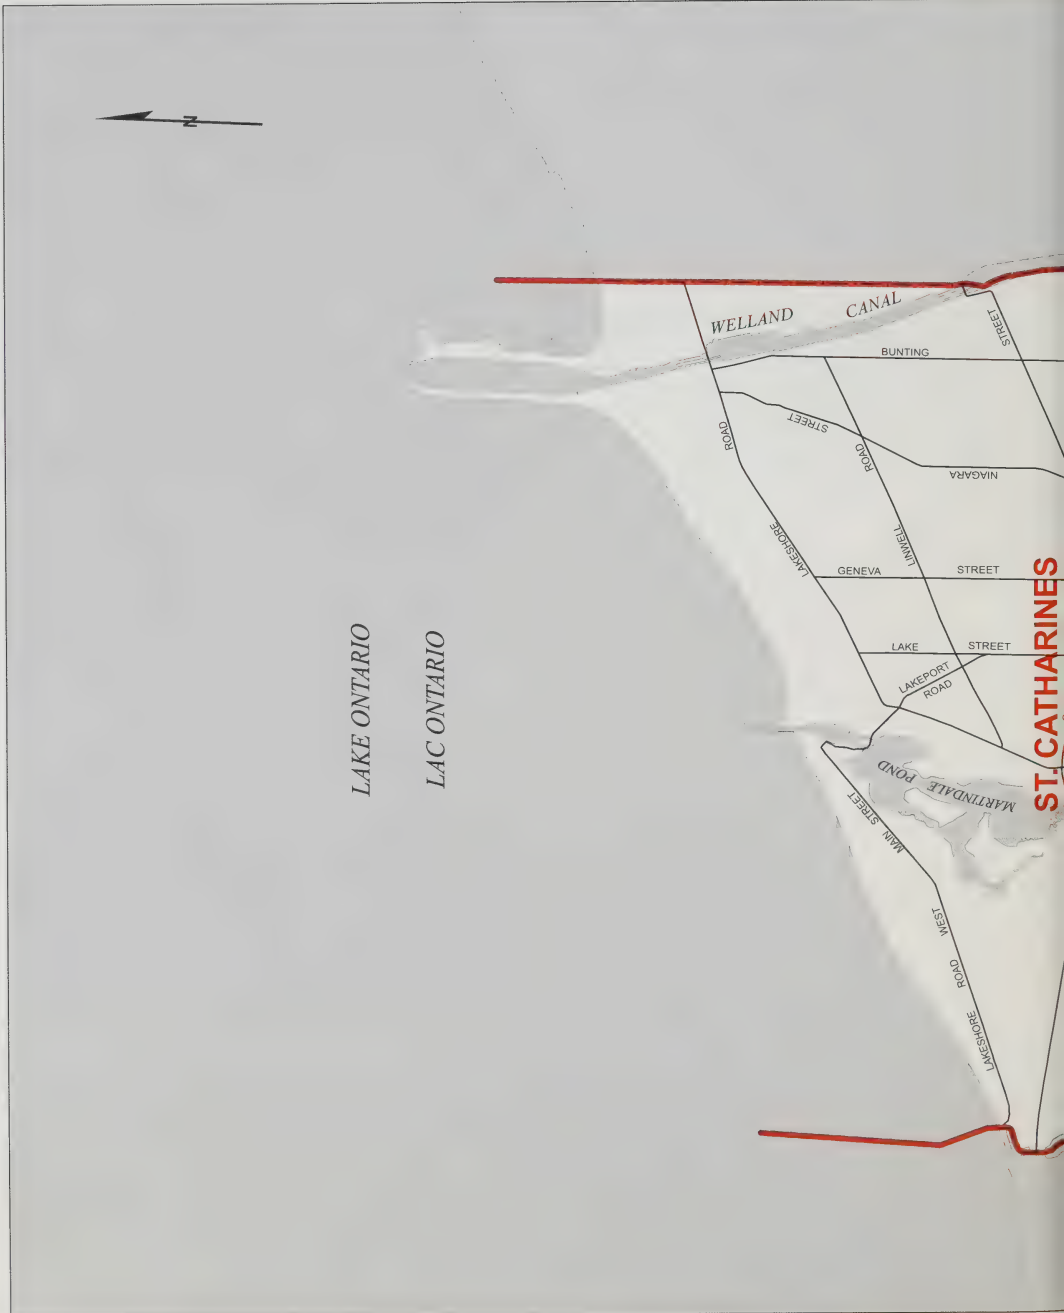 N
WELLAND CANAL
STREET
BUNTING
STREET
ROAD
ROAD
NIAGARA
LAKESHORE
LINWELL
GENEVA STREET
LAKE ONTARIO
LAC ONTARIO
LAKE STREET
LAKEPORT
ROAD
ST. CATHARINES
MARTINDALE POND
MAIN STREET
LAKESHORE ROAD WEST